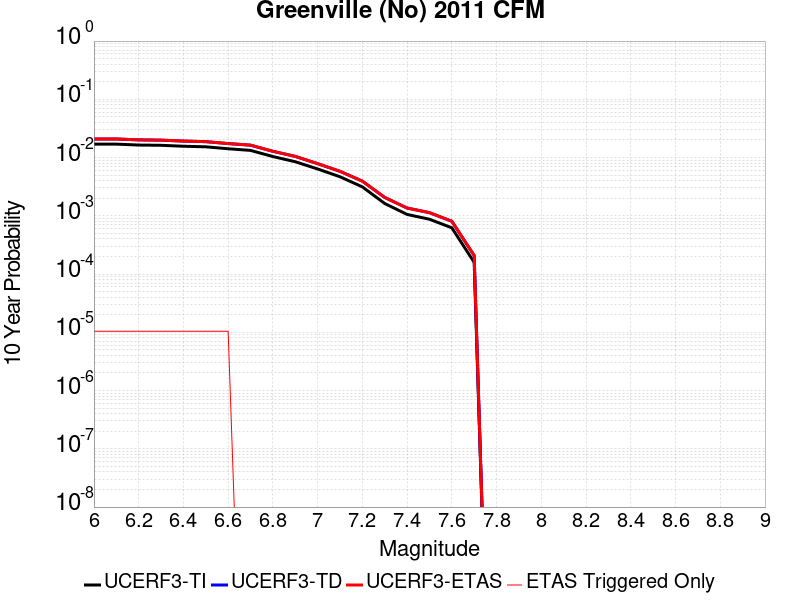 Greenville (No) 2011 CFM
10 0
10 -1
10 -2
10 -3
10 -4
10 -5
10 -6
10 -7
10 -8
10 Year Probability
6 6.2 6.4 6.6 6.8 7 7.2 7.4 7.6 7.8 8 8.2 8.4 8.6 8.8 9
Magnitude
UCERF3-TI UCERF3-TD UCERF3-ETAS ETAS Triggered Only